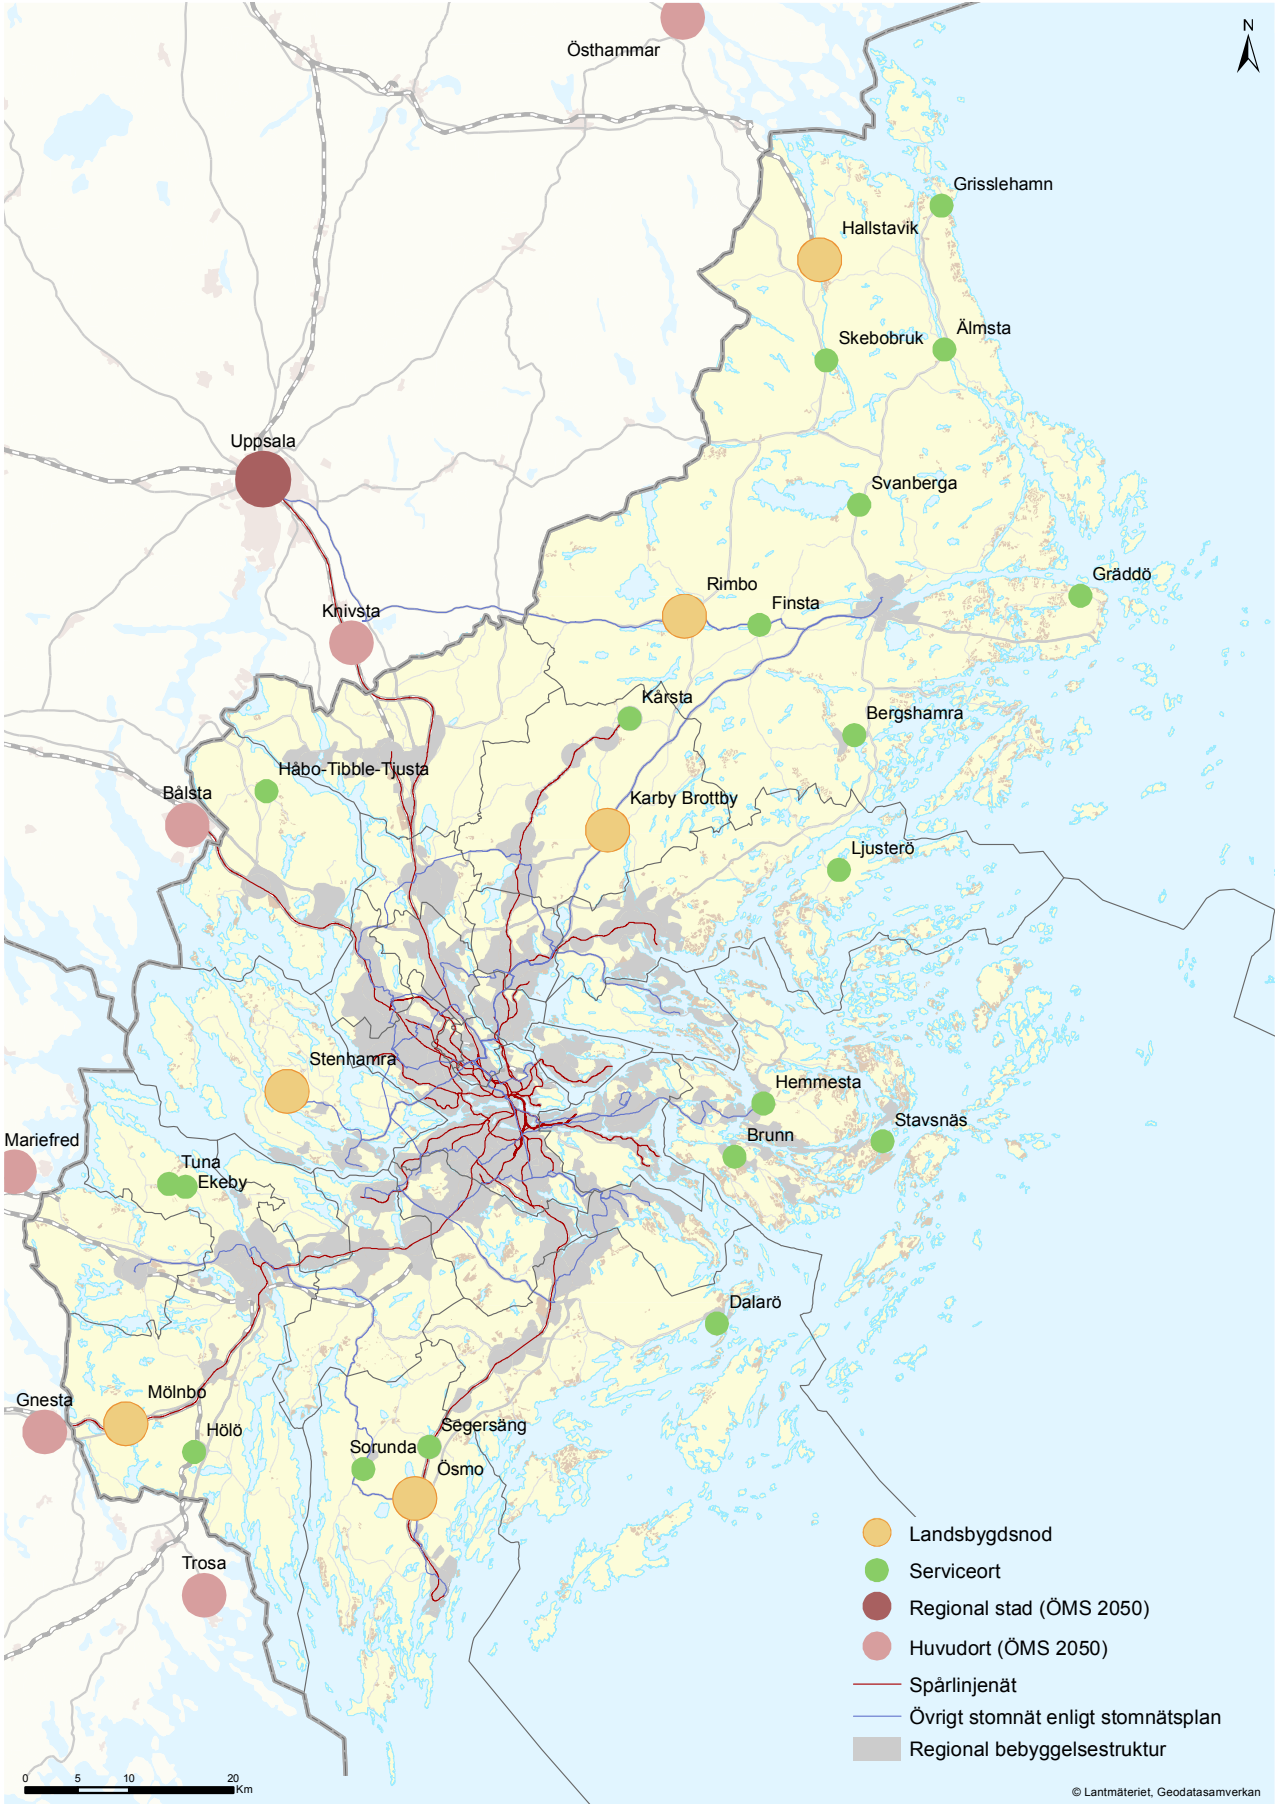 N
Östhammar
Grisslehamn
Hallstavik
Älmsta
Skebobruk
Uppsala
Svanberga
Gräddö
Rimbo
Finsta
Knivsta
Kårsta
Bergshamra
Håbo-Tibble-Tjusta
Bålsta
Karby Brottby
Ljusterö
Stenhamra
Hemmesta
Stavsnäs
Mariefred
Brunn
Tuna
Ekeby
Dalarö
Mölnbo
Gnesta
Hölö
Segersäng
Sorunda
Ösmo
Trosa
Landsbygdsnod
Serviceort
Regional stad (ÖMS 2050)
Huvudort (ÖMS 2050)
Spårlinjenät
Övrigt stomnät enligt stomnätsplan
Regional bebyggelsestruktur
0 5 10 20
Km
© Lantmäteriet, Geodatasamverkan